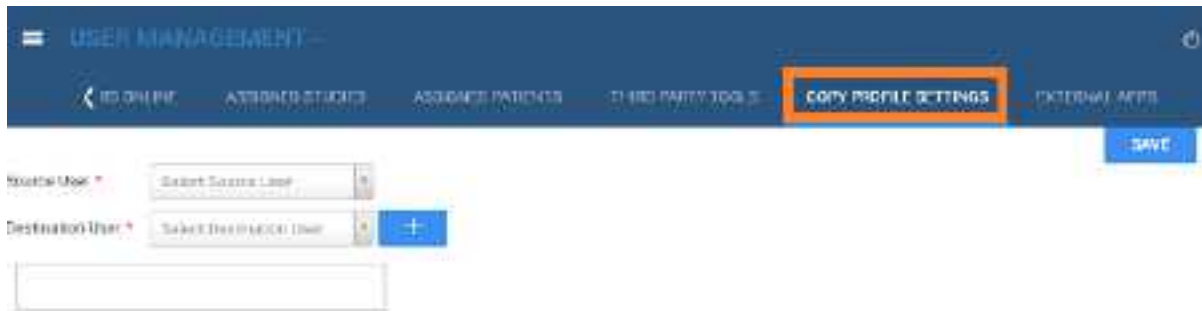 USER MANAGEMENT –
ASSIGNED STUDIES ASSIGNED PATIENTS THIRD PARTY TOOLS COPY PROFILE SETTINGS EXTERNAL APPS
SAVE
Source User * Select Source User
Destination User * Select Destination User +